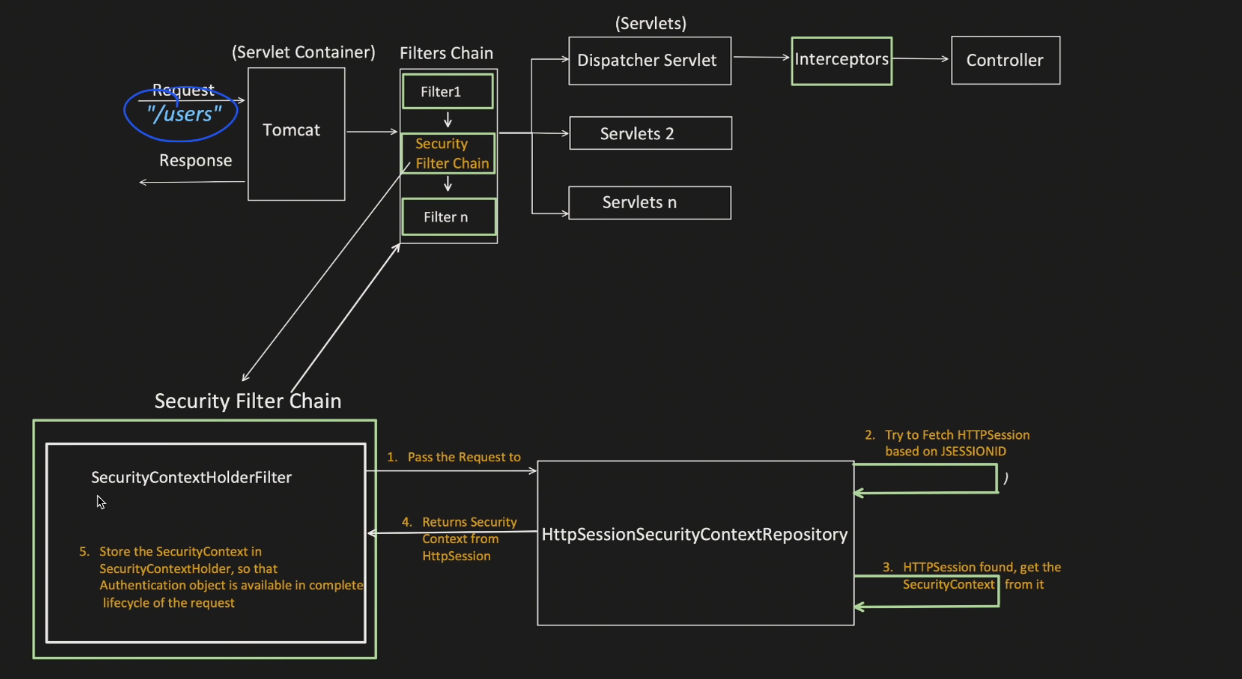 (Servlets)
(Servlet Container)
Filters Chain
Dispatcher Servlet
Interceptors
Controller
Request
"/users"
Filter1
Tomcat
Servlets 2
Security
Filter Chain
Response
Servlets n
Filter n
Security Filter Chain
SecurityContextHolderFilter
1. Pass the Request to
2. Try to Fetch HTTPSession
based on JSESSIONID
)
4. Returns Security
Context from
HttpSession
HttpSessionSecurityContextRepository
5. Store the SecurityContext in
SecurityContextHolder, so that
Authentication object is available in complete
lifecycle of the request
3. HTTPSession found, get the
SecurityContext from it